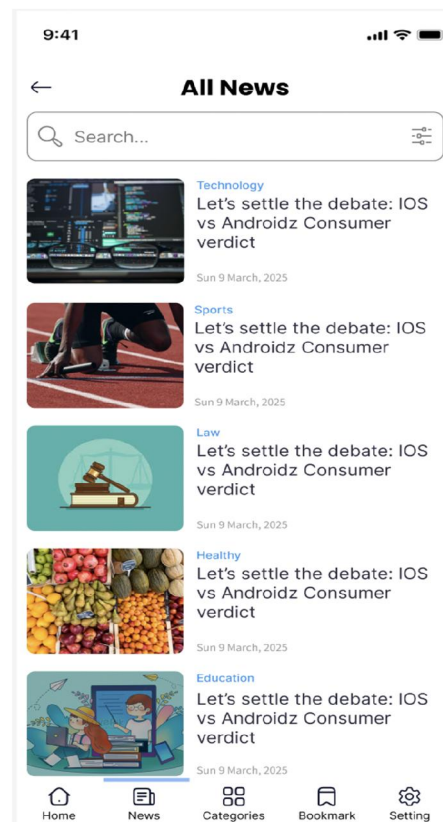 9:41
All News
Search...
Technology
Let's settle the debate: IOS
vs Androidz Consumer
verdict
Sun 9 March, 2025
Sports
Let's settle the debate: IOS
vs Androidz Consumer
verdict
Sun 9 March, 2025
Law
Let's settle the debate: IOS
vs Androidz Consumer
verdict
Sun 9 March, 2025
Healthy
Let's settle the debate: IOS
vs Androidz Consumer
verdict
Sun 9 March, 2025
Education
Let's settle the debate: IOS
vs Androidz Consumer
verdict
Sun 9 March, 2025
Home News Categories Bookmark Setting